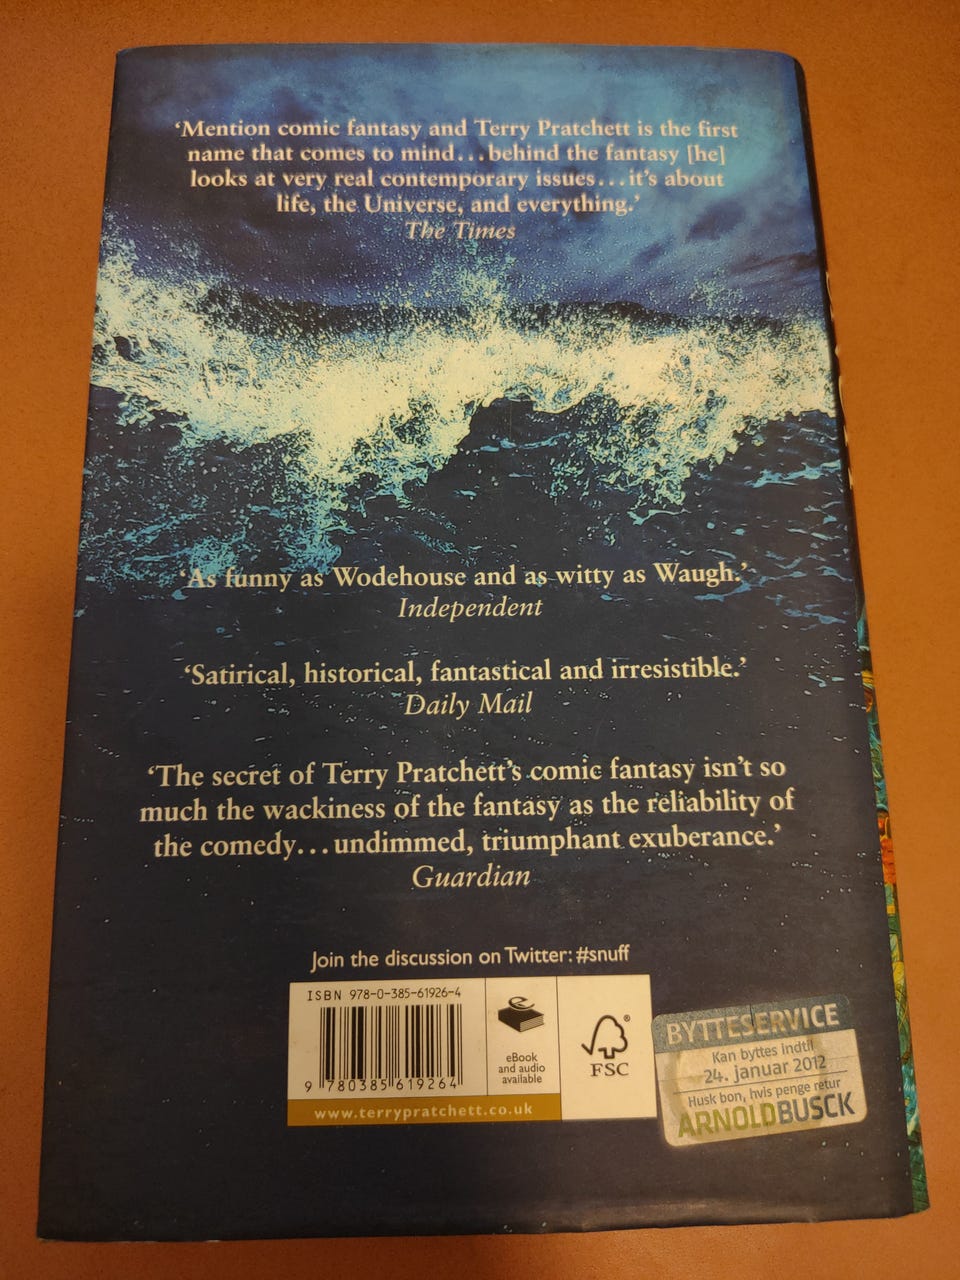 ‘Mention comic fantasy and Terry Pratchett is the first
name that comes to mind...behind the fantasy [he]
looks at very real contemporary issues...it’s about
life, the Universe, and everything.’
The Times
‘As funny as Wodehouse and as witty as Waugh.’
Independent
‘Satirical, historical, fantastical and irresistible.’
Daily Mail
‘The secret of Terry Pratchett’s comic fantasy isn’t so
much the wackiness of the fantasy as the reliability of
the comedy...undimmed, triumphant exuberance.’
Guardian
Join the discussion on Twitter: #snuff
ISBN 978-0-385-61926-4
9 780385 619264
www.terrypratchett.co.uk
eBook
and audio
available
®
FSC
BYTTESERVICE
Kan byttes indtil
24. januar 2012
Husk bon, hvis penge retur
ARNOLDBUSCK